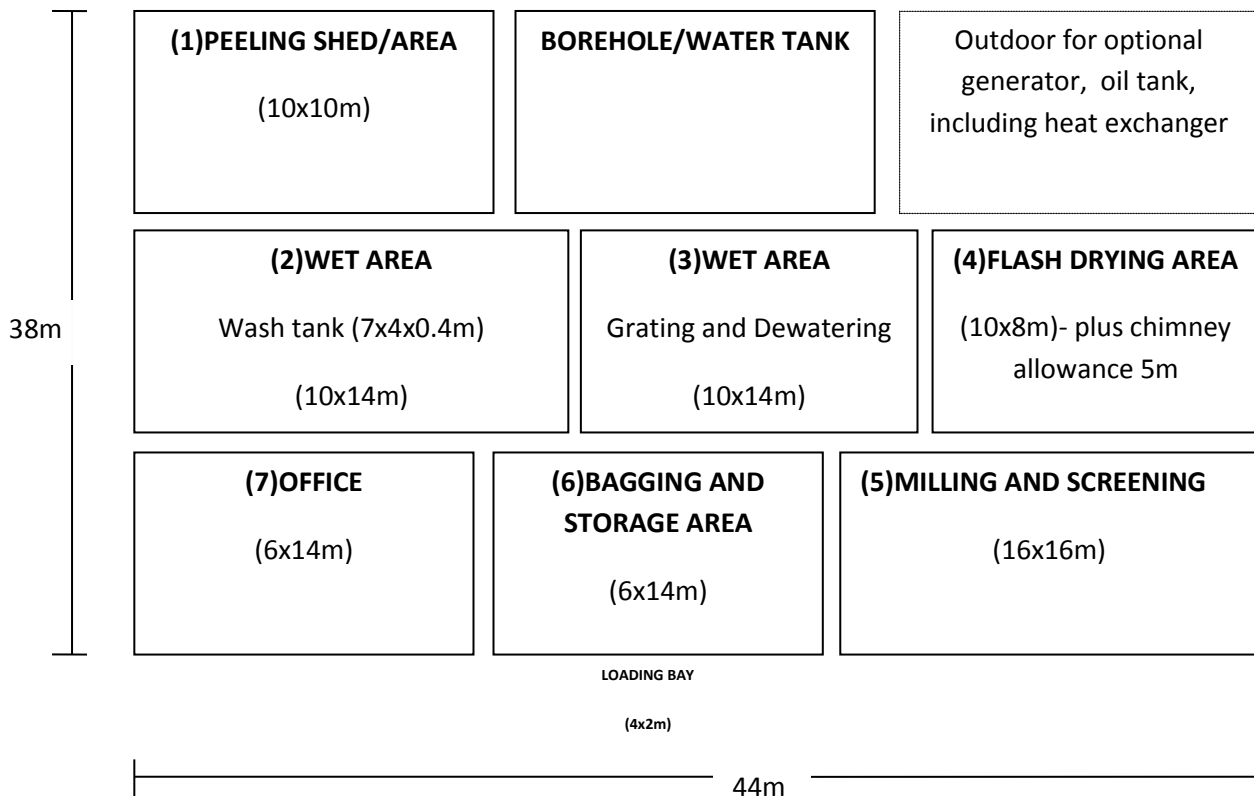 (1)PEELING SHED/AREA
(10x10m)
BOREHOLE/WATER TANK
Outdoor for optional
generator, oil tank,
including heat exchanger
38m
(2)WET AREA
Wash tank (7x4x0.4m)
(10x14m)
(3)WET AREA
Grating and Dewatering
(10x14m)
(4)FLASH DRYING AREA
(10x8m)- plus chimney
allowance 5m
(7)OFFICE
(6x14m)
(6)BAGGING AND
STORAGE AREA
(6x14m)
(5)MILLING AND SCREENING
(16x16m)
LOADING BAY
(4x2m)
44m